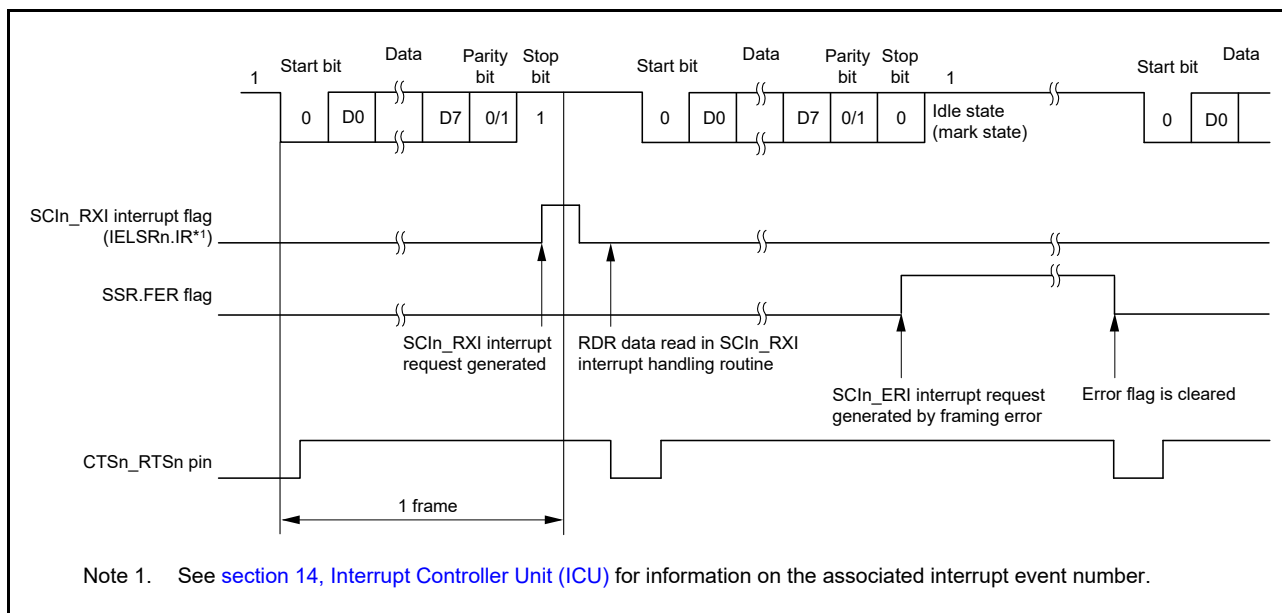 Data Parity Stop Data Parity Stop Data
1 Start bit bit bit Start bit bit bit 1 Start bit
0 D0 D7 0/1 1 0 D0 D7 0/1 0 Idle state 0 D0
(mark state)
SCIn_RXI interrupt flag
(IELSRn.IR*1)
SSR.FER flag
SCIn_RXI interrupt
request generated
RDR data read in SCIn_RXI
interrupt handling routine
SCIn_ERI interrupt request
generated by framing error
Error flag is cleared
CTSn_RTSn pin
1 frame
Note 1. See section 14, Interrupt Controller Unit (ICU) for information on the associated interrupt event number.